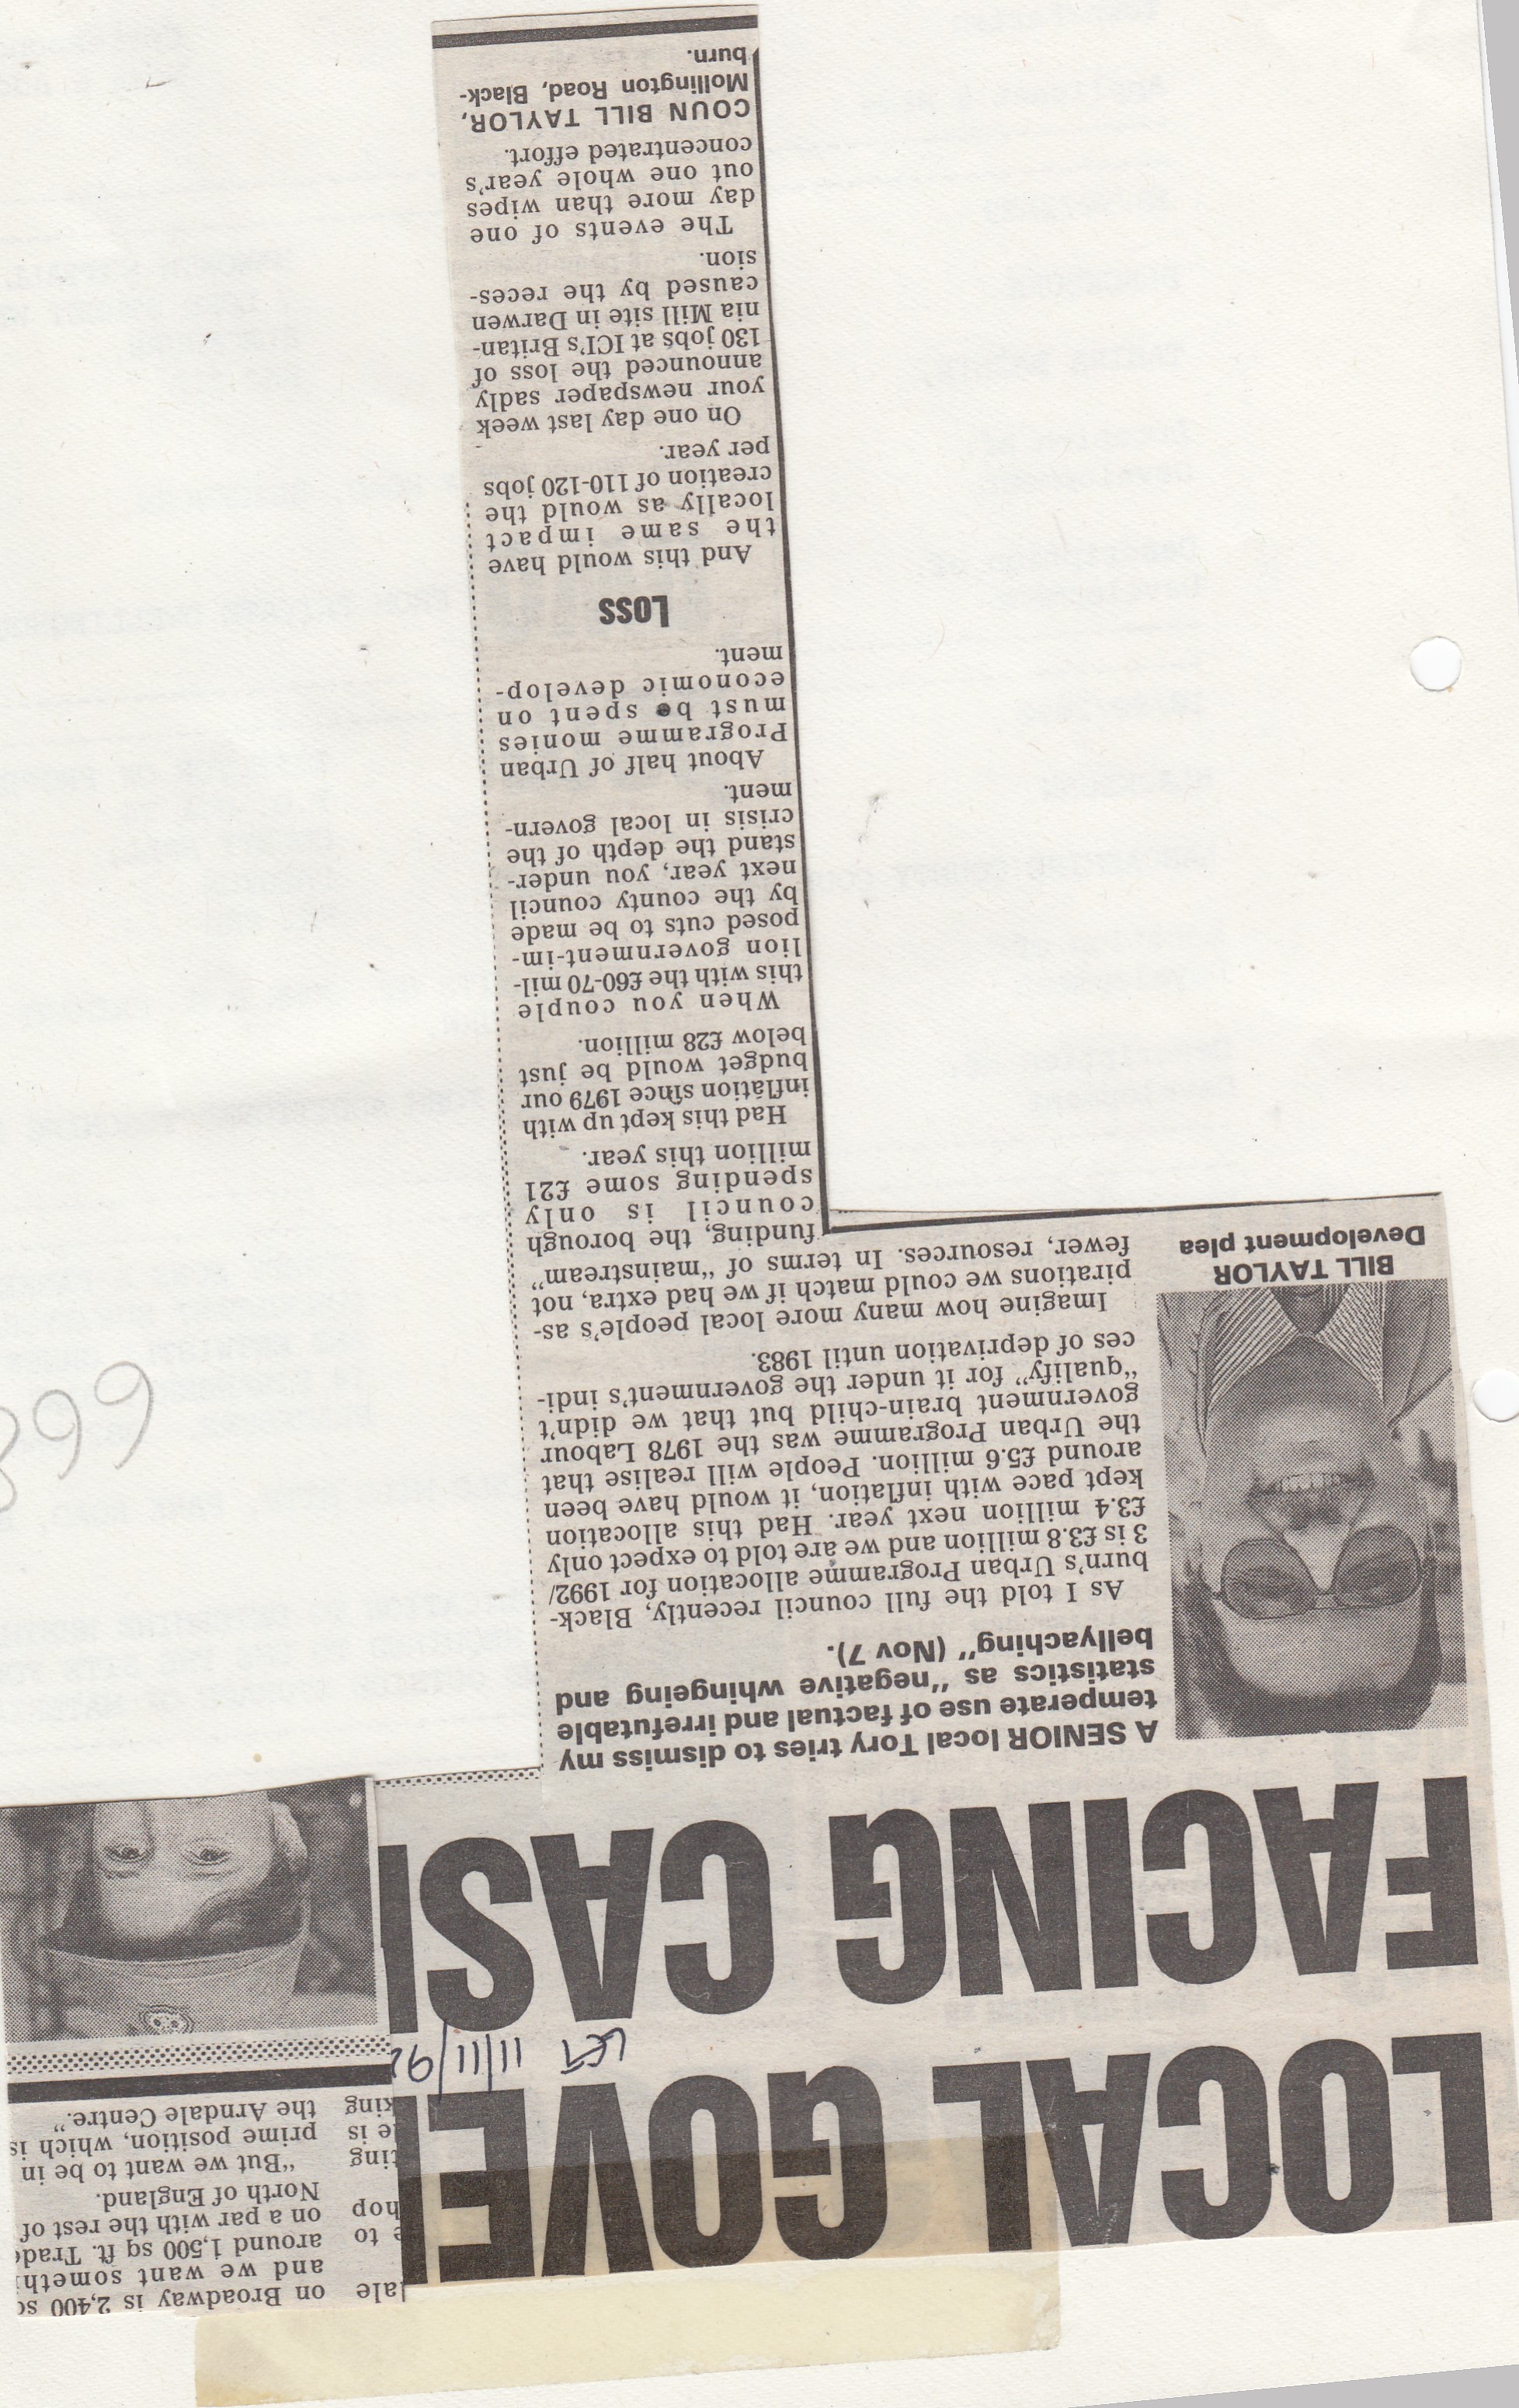 LOCAL GOVE
FACING CAS
LET 11/11/92
A SENIOR local Tory tries to dismiss my
temperate use of factual and irrefutable
statistics as "negative whingeing and
bellyaching" (Nov 7).
As I told the full council recently, Black-
burn's Urban Programme allocation for 1992/
3 is £3.8 million and we are told to expect only
£3.4 million next year. Had this allocation
kept pace with inflation, it would have been
around £5.6 million. People will realise that
the Urban Programme was the 1978 Labour
government brain-child but that we didn't
"qualify" for it under the government's indi-
ces of deprivation until 1983.
Imagine how many more local people's as-
pirations we could match if we had extra, not
fewer, resources. In terms of "mainstream"
funding, the borough
council is only
spending some £21
million this year.
Had this kept up with
inflation since 1979 our
budget would be just
below £28 million.
When you couple
this with the £60-70 mil-
lion government-im-
posed cuts to be made
by the county council
next year, you under-
stand the depth of the
crisis in local govern-
ment.
About half of Urban
Programme monies
must be spent on
economic develop-
ment.
Loss
And this would have
the same impact
locally as would the
creation of 110-120 jobs
per year.
On one day last week
your newspaper sadly
announced the loss of
130 jobs at ICI's Britan-
nia Mill site in Darwen
caused by the reces-
sion.
The events of one
day more than wipes
out one whole year's
concentrated effort.
COUN BILL TAYLOR,
Mollington Road, Black-
burn.
BILL TAYLOR
Development plea
dale
e to
hop
ting
le is
king
on Broadway is 2,400 sq
and we want somethi
around 1,500 sq ft. Trade
on a par with the rest of
North of England.
"But we want to be in
prime position, which is
the Arndale Centre."
899